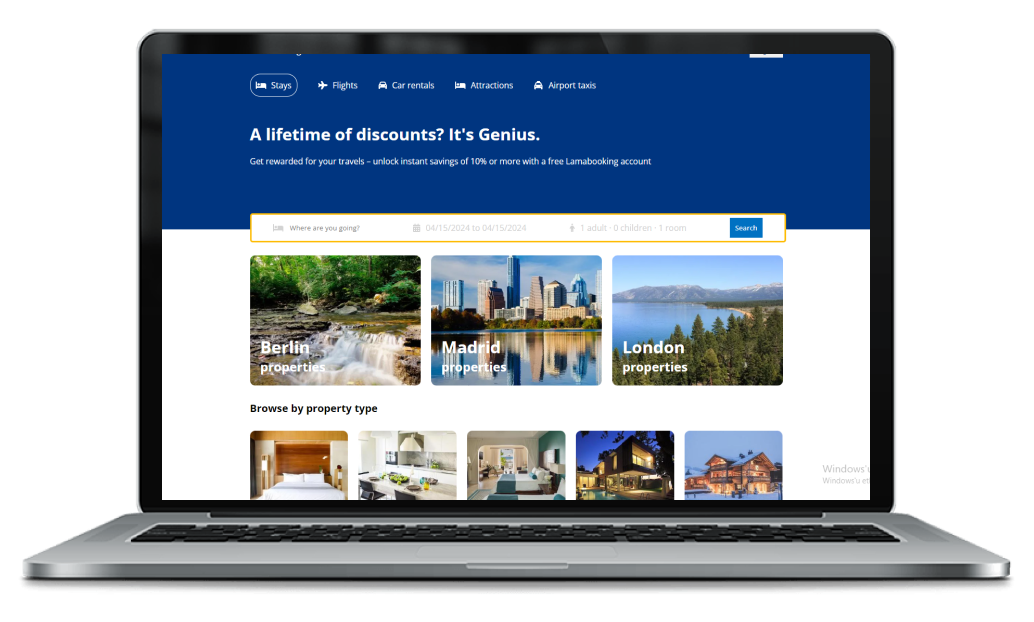 Stays Flights Car rentals Attractions Airport taxis
A lifetime of discounts? It's Genius.
Get rewarded for your travels – unlock instant savings of 10% or more with a free Lamabooking account
Where are you going? 04/15/2024 to 04/15/2024 1 adult · 0 children · 1 room Search
Berlin
properties
Madrid
properties
London
properties
Browse by property type
Windows'u
Windows'u et